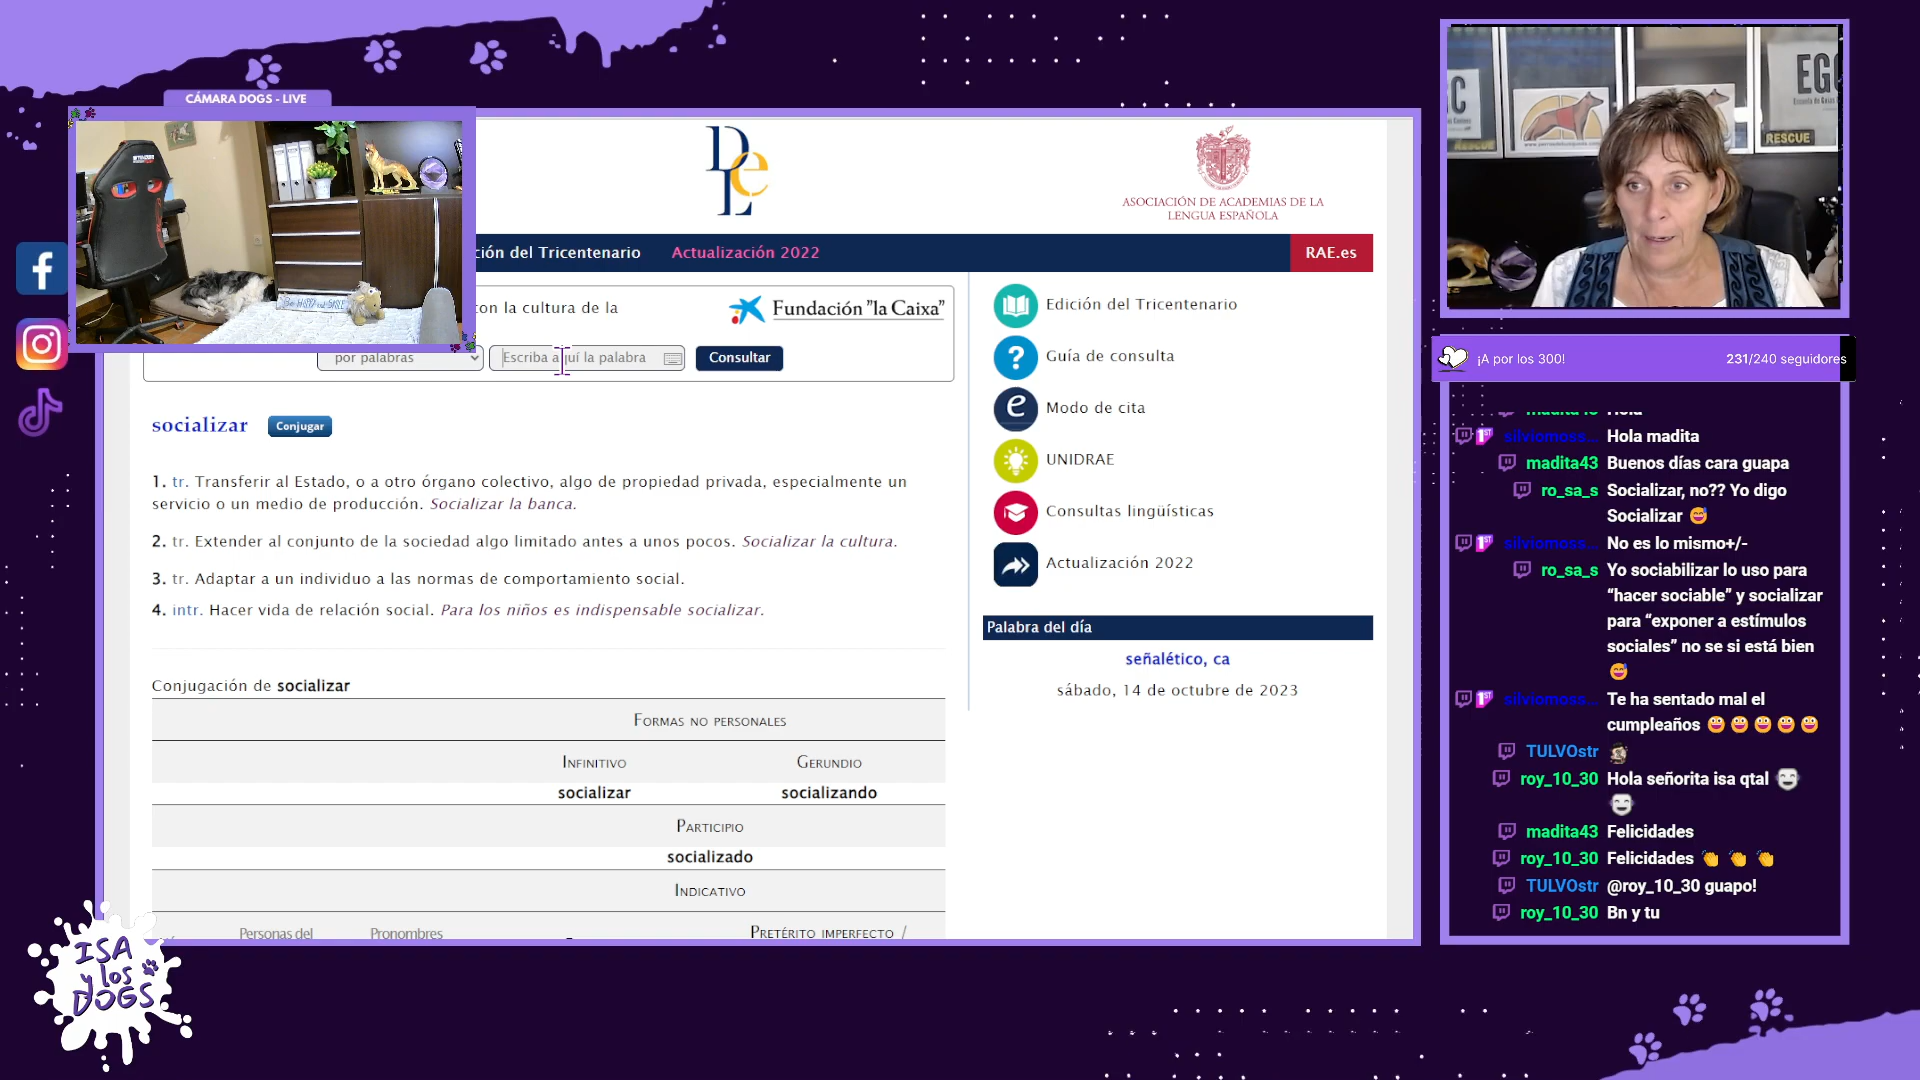 CÁMARA DOGS - LIVE
DLe
ASOCIACIÓN DE ACADEMIAS DE LA
LENGUA ESPAÑOLA
ción del Tricentenario
Actualización 2022
RAE.es
con la cultura de la
Fundación "la Caixa"
por palabras
Escriba aquí la palabra
Consultar
socializar
Conjugar
1. tr. Transferir al Estado, o a otro órgano colectivo, algo de propiedad privada, especialmente un
servicio o un medio de producción. Socializar la banca.
2. tr. Extender al conjunto de la sociedad algo limitado antes a unos pocos. Socializar la cultura.
3. tr. Adaptar a un individuo a las normas de comportamiento social.
4. intr. Hacer vida de relación social. Para los niños es indispensable socializar.
Conjugación de socializar
Formas no personales
Infinitivo
Gerundio
socializar
socializando
Participio
socializado
Indicativo
Personas del
Pronombres
Pretérito imperfecto /
Edición del Tricentenario
Guía de consulta
Modo de cita
UNIDRAE
Consultas lingüísticas
Actualización 2022
Palabra del día
señalético, ca
sábado, 14 de octubre de 2023
EGC
RESCUE
¡A por los 300!
231/240 seguidores
silviomoss... Hola madita
madita43 Buenos días cara guapa
ro_sa_s Socializar, no?? Yo digo
Socializar 😅
silviomoss... No es lo mismo+/-
ro_sa_s Yo sociabilizar lo uso para
“hacer sociable” y socializar
para “exponer a estímulos
sociales” no se si está bien
😅
silviomoss... Te ha sentado mal el
cumpleaños 😀😀😀😀😀
TULVOstr
roy_10_30 Hola señorita isa qtal
madita43 Felicidades
roy_10_30 Felicidades 👏 👏 👏
TULVOstr @roy_10_30 guapo!
roy_10_30 Bn y tu
ISA
y los
DOGS